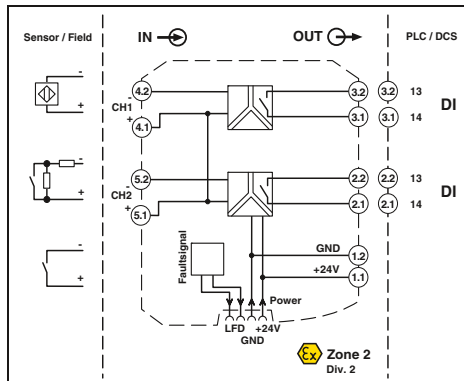 Sensor / Field
IN
OUT
PLC / DCS
-
+
4.2
-
CH1
+
4.1
3.2
3.2
13
3.1
3.1
14
DI
-
+
5.2
-
CH2
+
5.1
2.2
2.2
13
2.1
2.1
14
DI
-
+
Faultsignal
GND
1.2
+24V
1.1
Power
LFD
+24V
GND
Ex
Zone 2
Div. 2